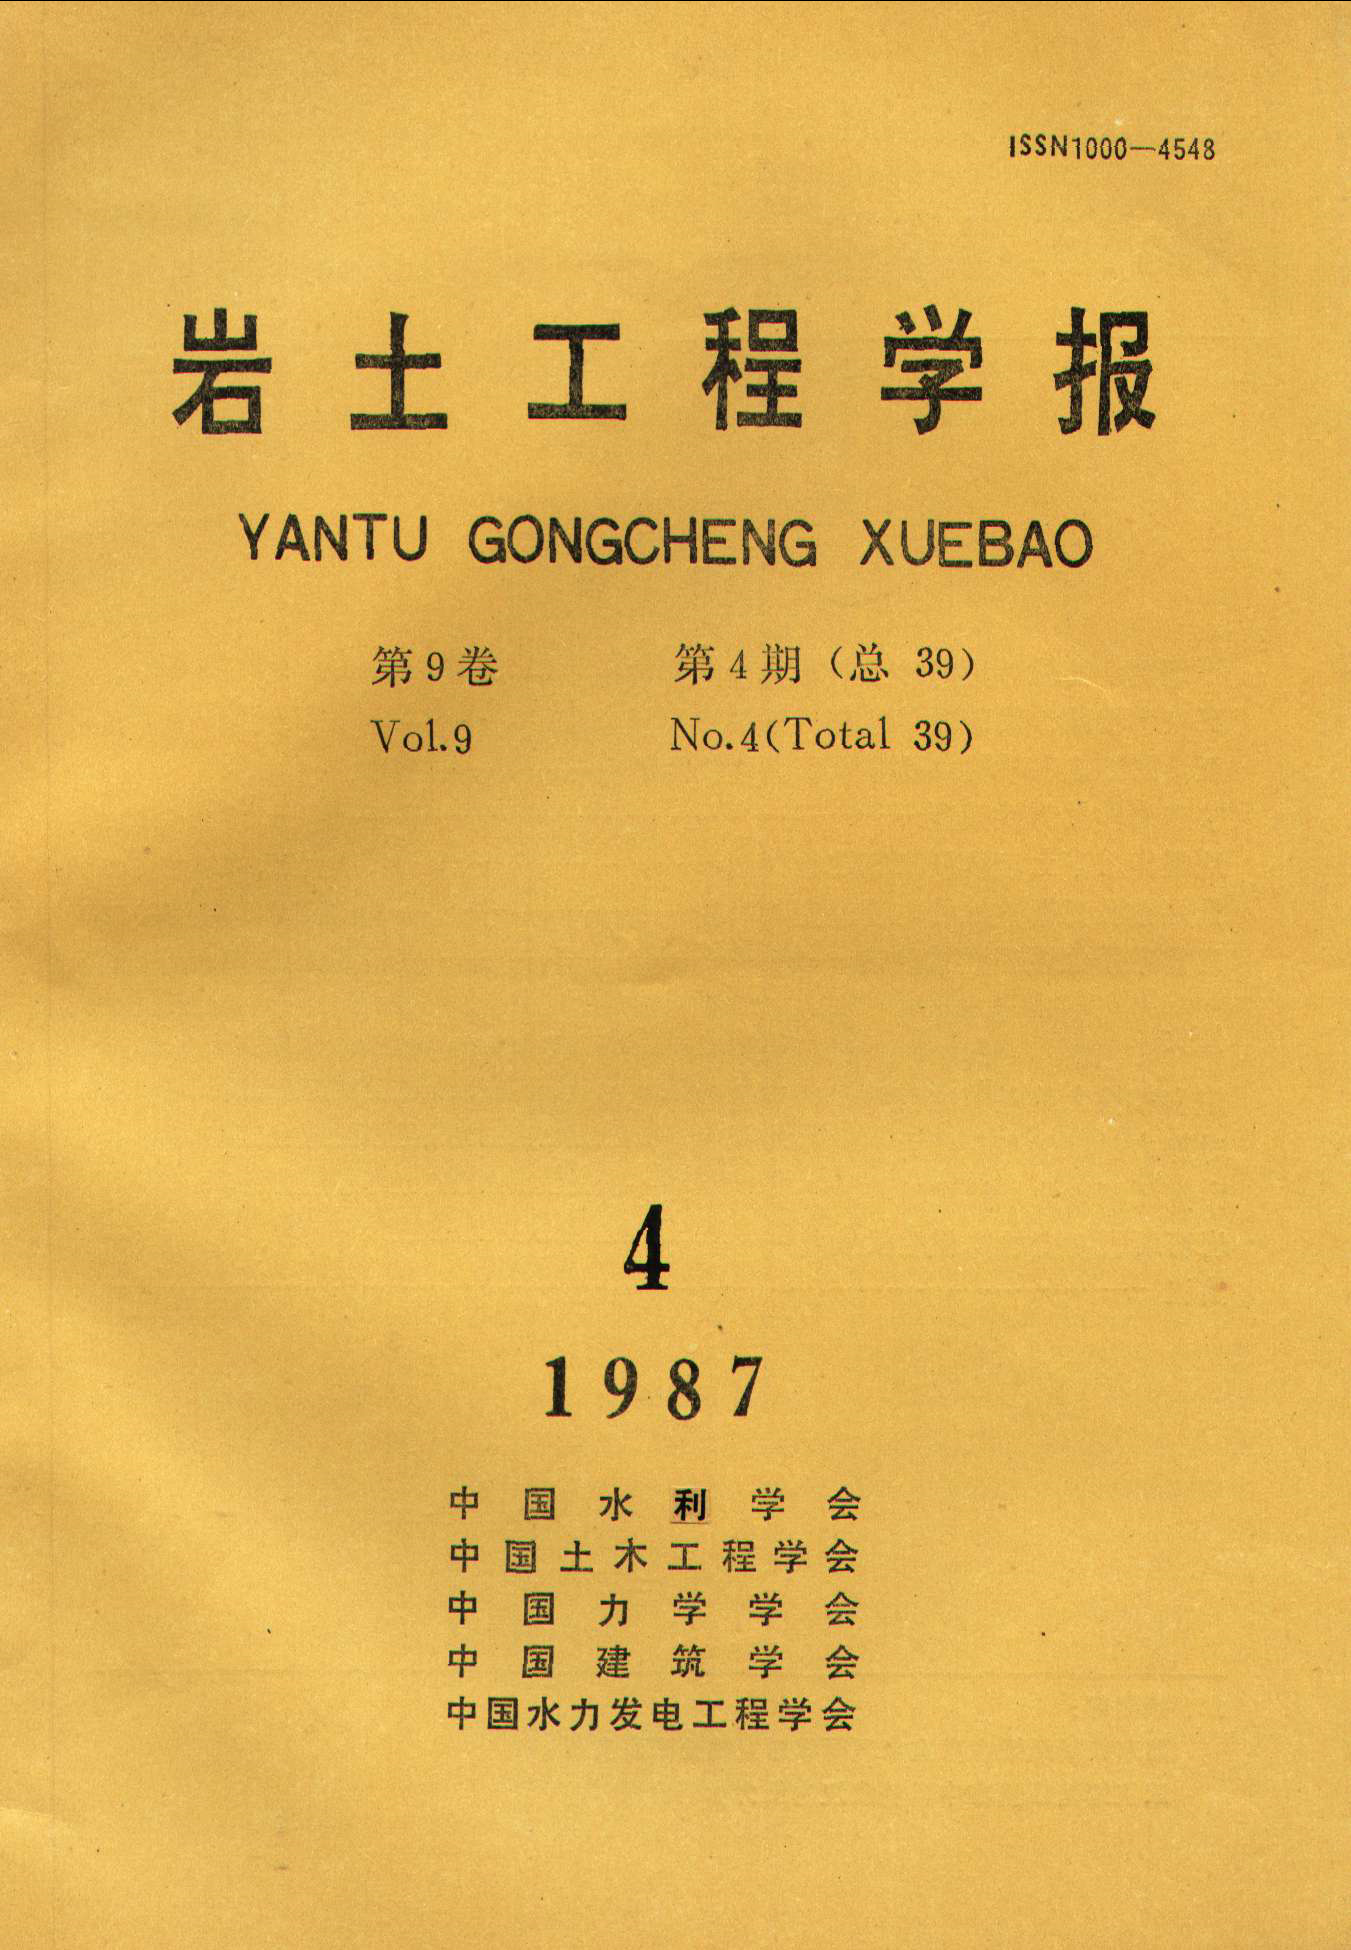 ISSN1000—4548
岩土工程学报
YANTU GONGCHENG XUEBAO
第9卷 第4期（总 39）
Vol.9 No.4(Total 39)
4
1987
中国水利学会
中国土木工程学会
中国力学学会
中国建筑学会
中国水力发电工程学会